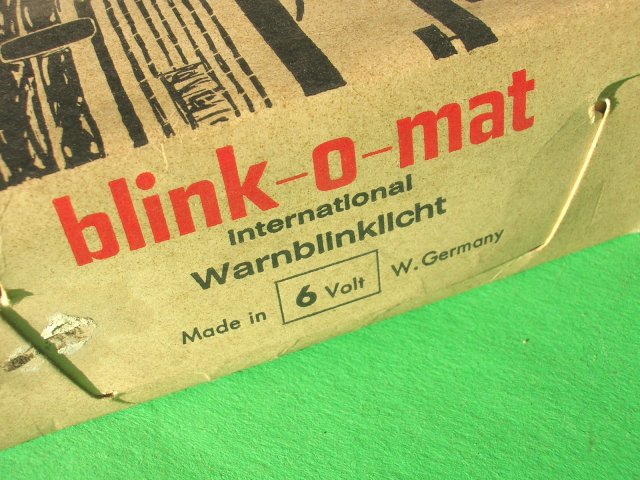 blink-o-mat
international
Warnblinklicht
Made in 6 Volt W. Germany